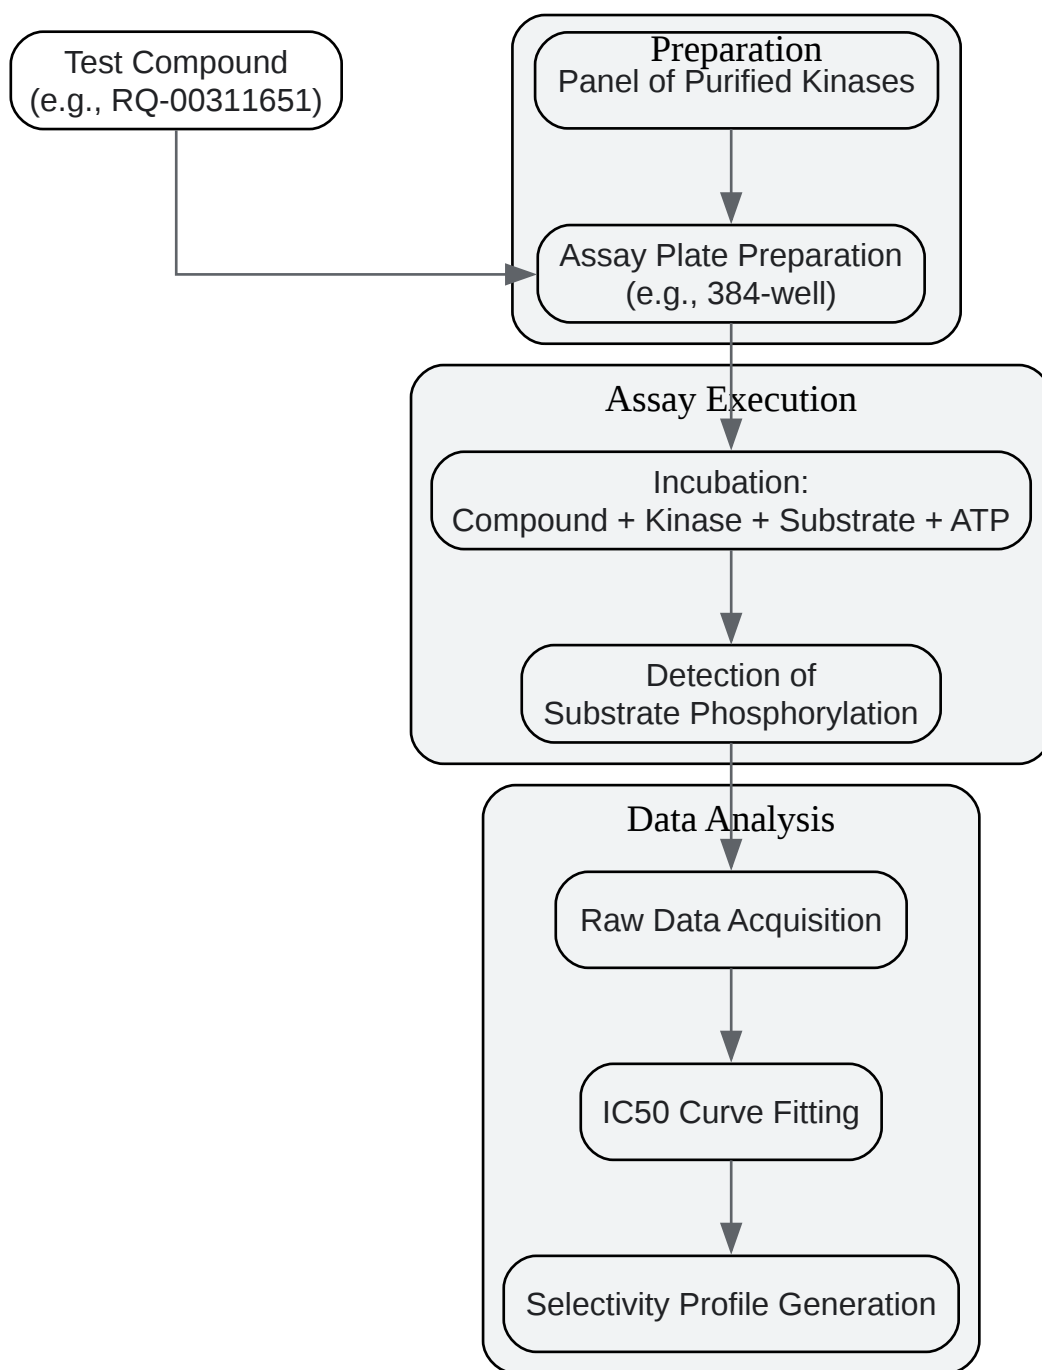 Test Compound
(e.g., RQ-00311651)
Preparation
Panel of Purified Kinases
Assay Plate Preparation
(e.g., 384-well)
Assay Execution
Incubation:
Compound + Kinase + Substrate + ATP
Detection of
Substrate Phosphorylation
Data Analysis
Raw Data Acquisition
IC50 Curve Fitting
Selectivity Profile Generation